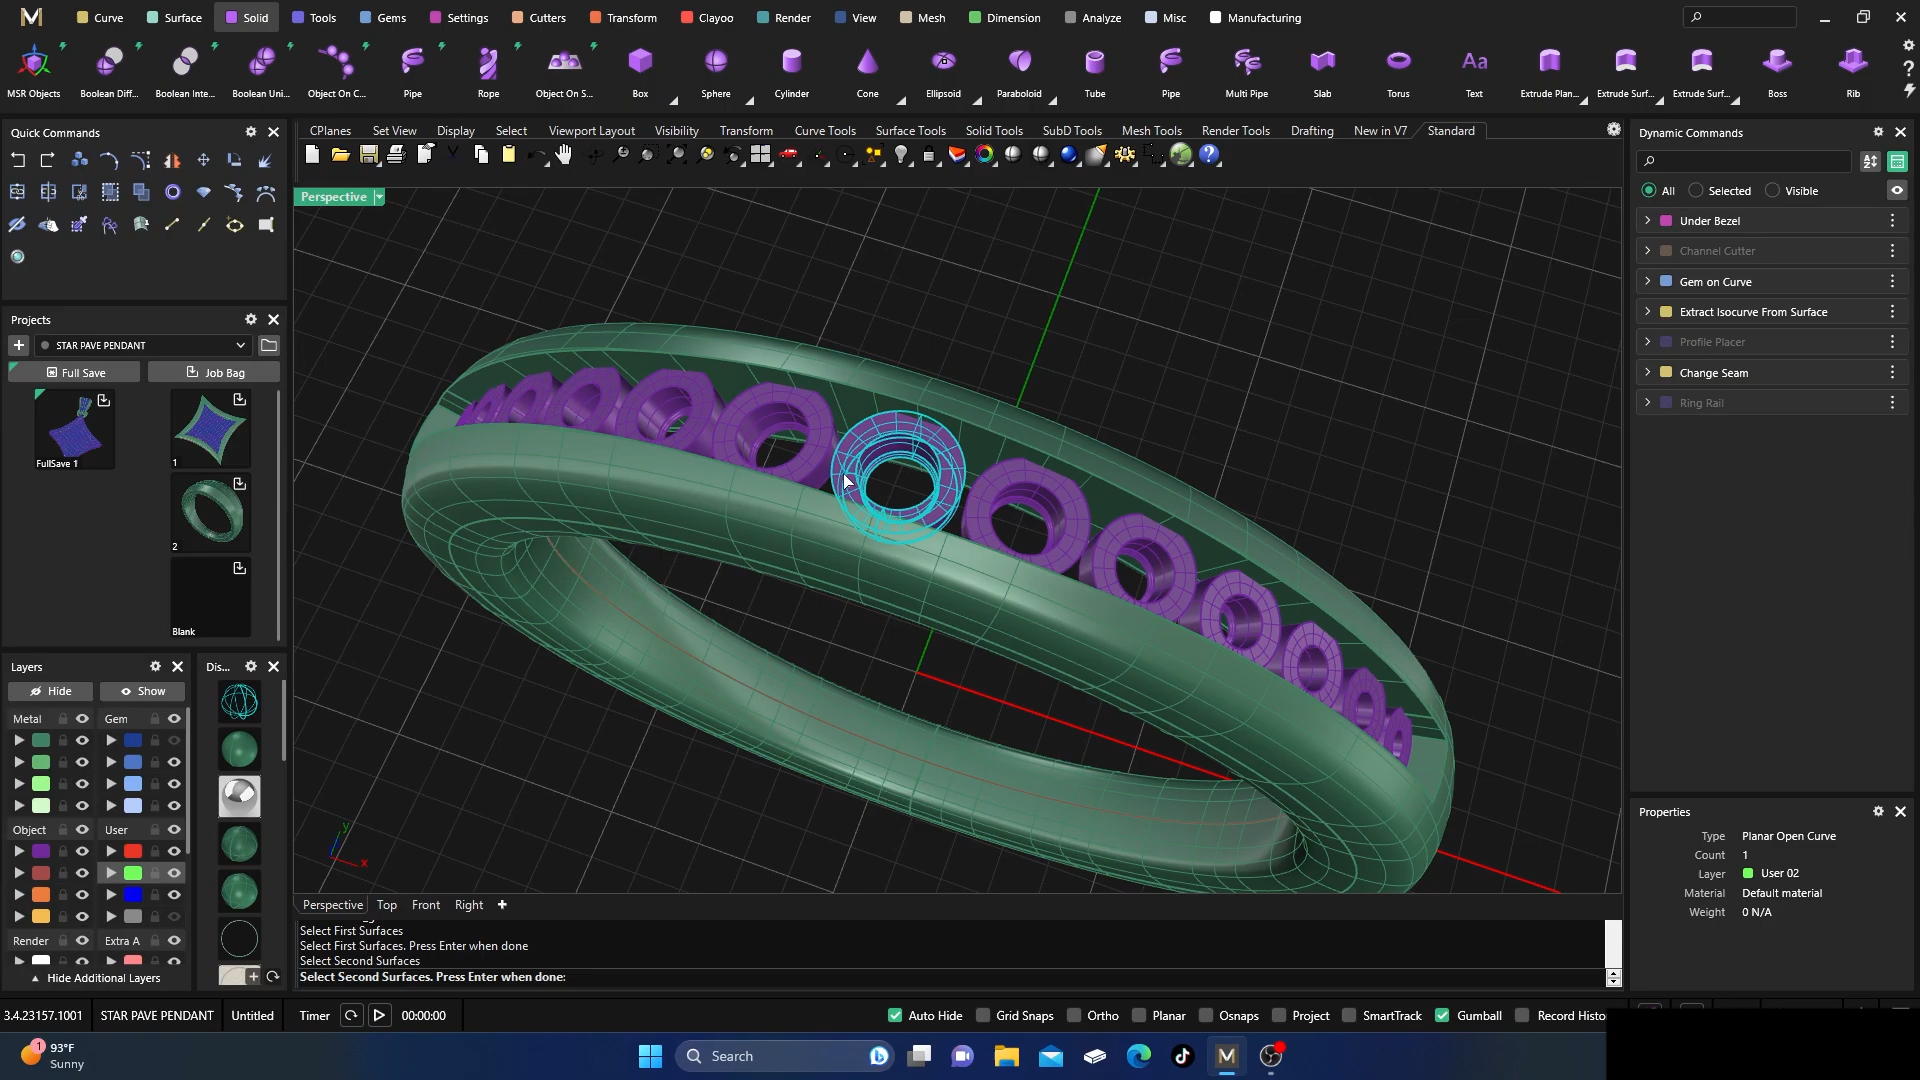 Curve Surface Solid Tools Gems Settings Cutters Transform Clayoo Render View Mesh Dimension Analyze Misc Manufacturing
MSR Objects Boolean Diff... Boolean Inte... Boolean Uni... Object On C... Pipe Rope Object On S... Box Sphere Cylinder Cone Ellipsoid Paraboloid Tube Pipe Multi Pipe Slab Torus Text Extrude Plan... Extrude Surf... Extrude Surf... Boss Rib
Quick Commands
CPlanes Set View Display Select Viewport Layout Visibility Transform Curve Tools Surface Tools Solid Tools SubD Tools Mesh Tools Render Tools Drafting New in V7 Standard
Perspective
Projects
STAR PAVE PENDANT
Full Save Job Bag
FullSave 1
1
2
Blank
Layers
Hide Show
Metal Gem
Object User
Render Extra A
Hide Additional Layers
Dis...
y
x
Perspective Top Front Right
Select First Surfaces
Select First Surfaces. Press Enter when done
Select Second Surfaces
Select Second Surfaces. Press Enter when done:
Dynamic Commands
All Selected Visible
Under Bezel
Channel Cutter
Gem on Curve
Extract Isocurve From Surface
Profile Placer
Change Seam
Ring Rail
Properties
Type Planar Open Curve
Count 1
Layer User 02
Material Default material
Weight 0 N/A
3.4.23157.1001 STAR PAVE PENDANT Untitled Timer 00:00:00 Auto Hide Grid Snaps Ortho Planar Osnaps Project SmartTrack Gumball Record Histo
1
93°F
Sunny
Search